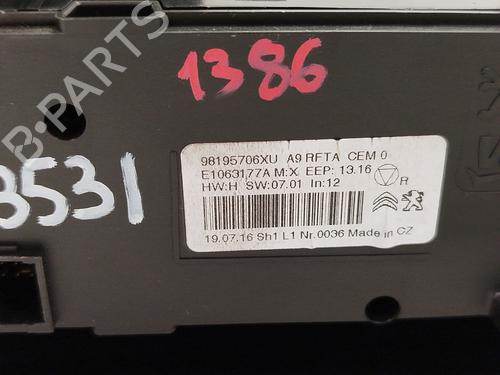 B-PARTS
1386
98195706XU A9 RFTA CEM 0
E1063177A M:X EEP: 13.16
HW:H SW:07.01 In:12
R
19.07.16 Sh1 L1 Nr.0036 Made in CZ
8531